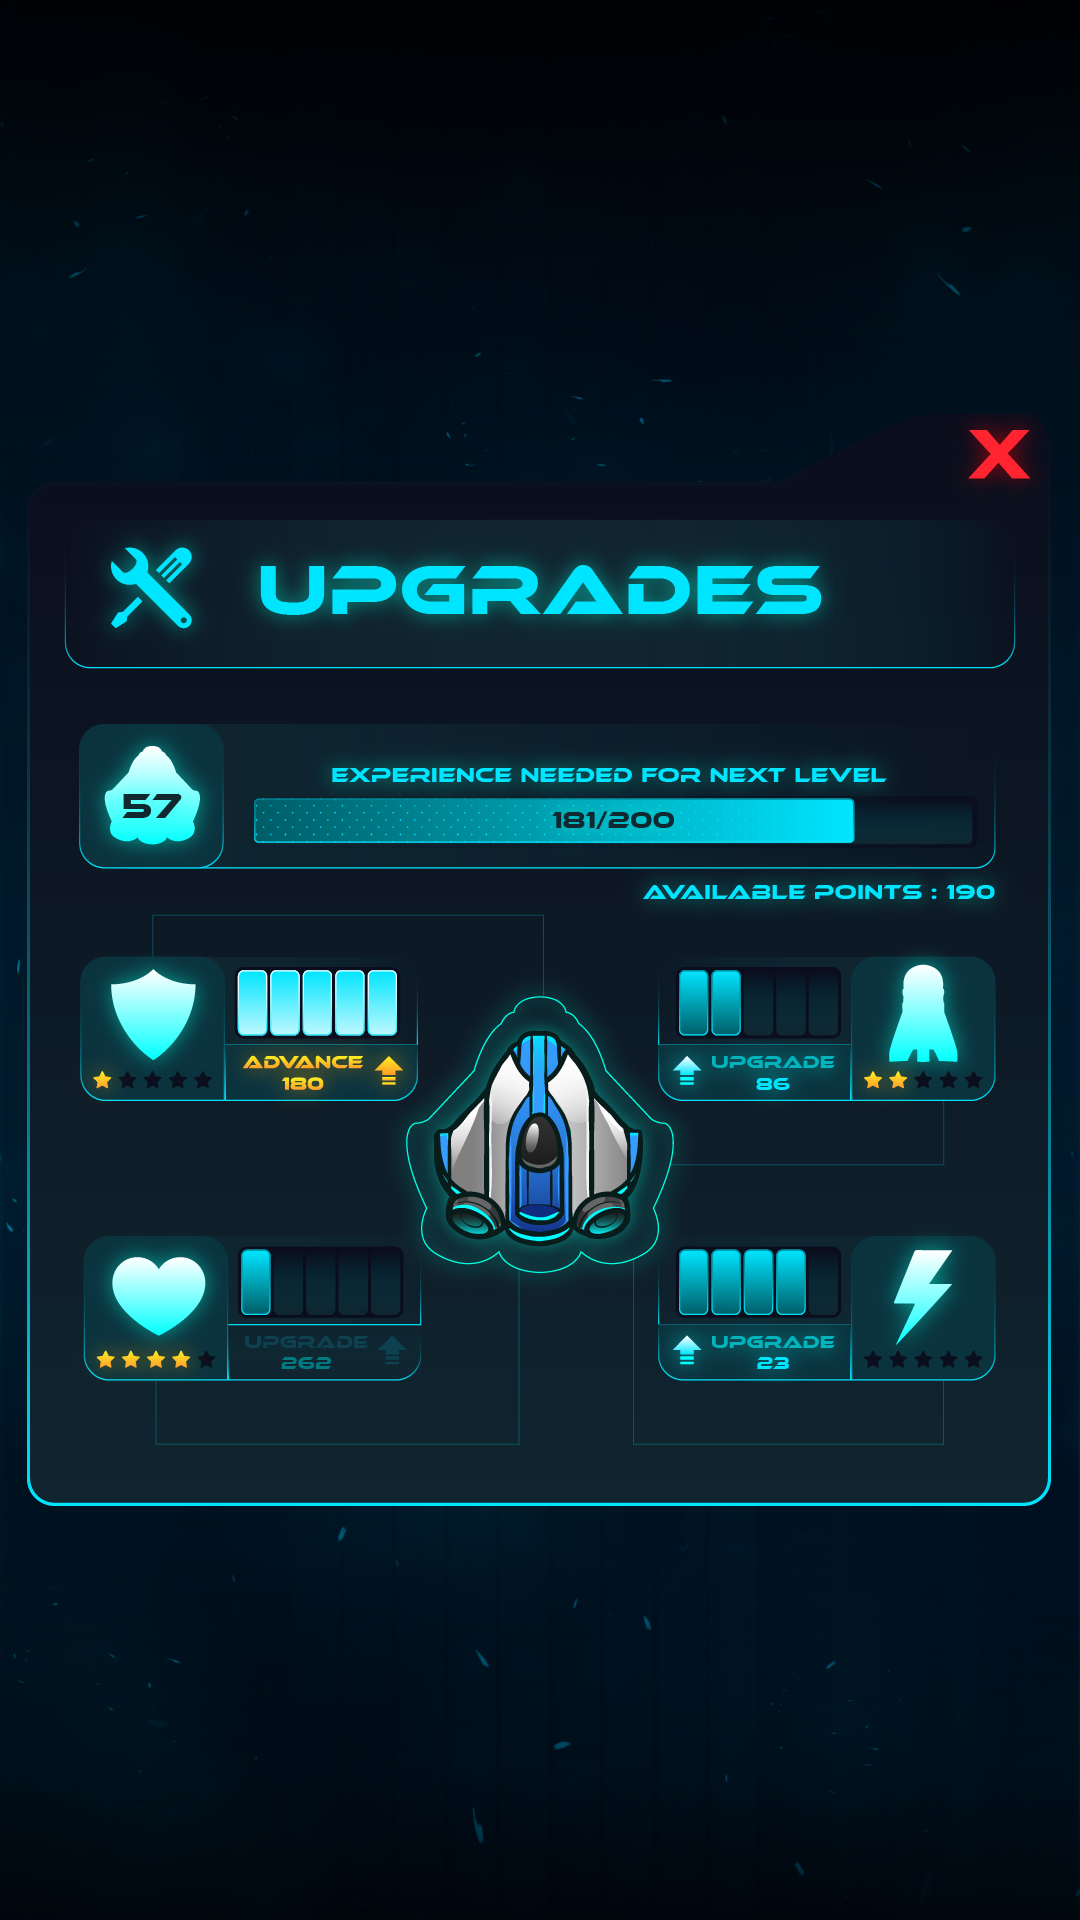 X
UPGRADES
57
EXPERIENCE NEEDED FOR NEXT LEVEL
181/200
AVAILABLE POINTS : 190
ADVANCE
180
UPGRADE
86
UPGRADE
262
UPGRADE
23